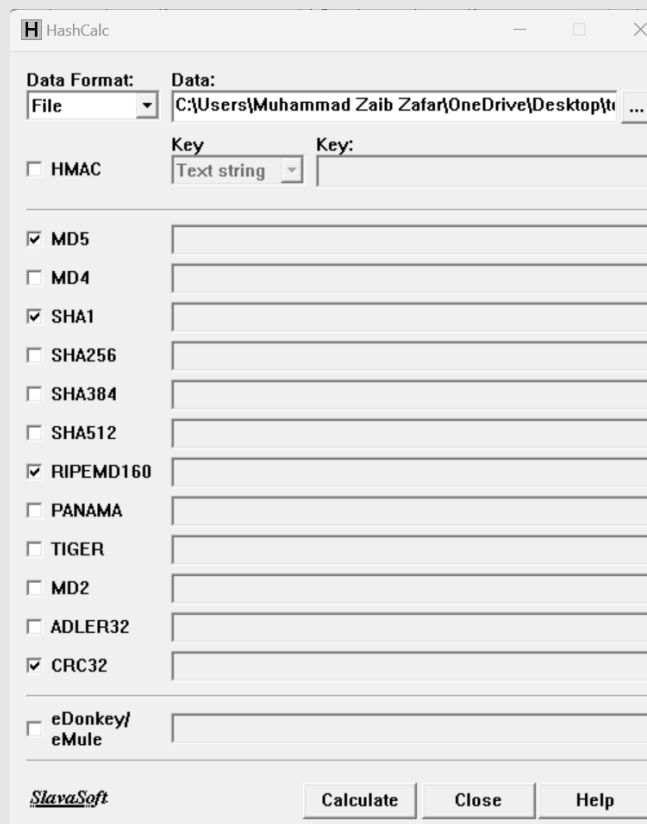 HashCalc
Data Format: Data:
File C:\Users\Muhammad Zaib Zafar\OneDrive\Desktop\t ...
Key Key:
HMAC Text string
MD5
MD4
SHA1
SHA256
SHA384
SHA512
RIPEMD160
PANAMA
TIGER
MD2
ADLER32
CRC32
eDonkey/
eMule
SlavaSoft Calculate Close Help